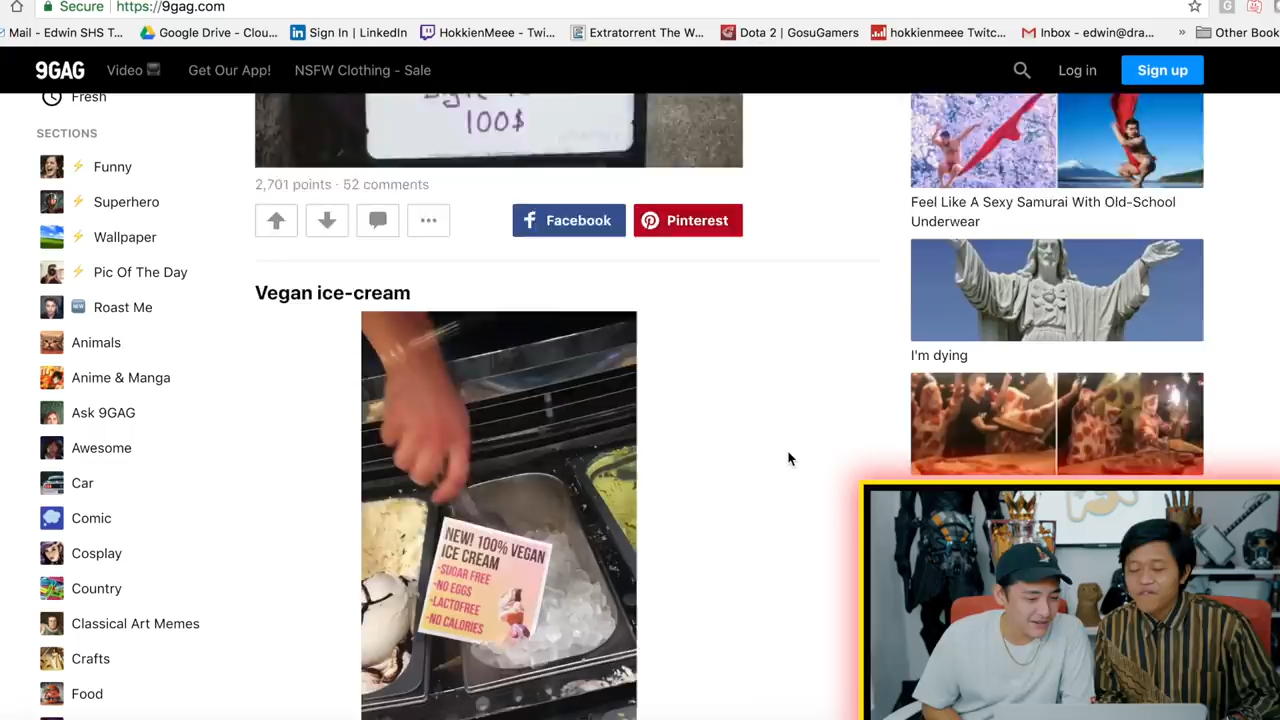 Secure https://9gag.com
Mail - Edwin SHS T... Google Drive - Clou... Sign In | LinkedIn HokkienMeee - Twi... Extratorrent The W... Dota 2 | GosuGamers hokkienmeee Twitc... Inbox - edwin@dra... » Other Book
9GAG Video Get Our App! NSFW Clothing - Sale Log in Sign up
Fresh
SECTIONS
Funny
Superhero
Wallpaper
Pic Of The Day
NEW Roast Me
Animals
Anime & Manga
Ask 9GAG
Awesome
Car
Comic
Cosplay
Country
Classical Art Memes
Crafts
Food
100$
2,701 points · 52 comments
Facebook Pinterest
Vegan ice-cream
NEW! 100% VEGAN
ICE CREAM
-SUGAR FREE
-NO EGGS
-LACTOFREE
-NO CALORIES
Feel Like A Sexy Samurai With Old-School
Underwear
I'm dying